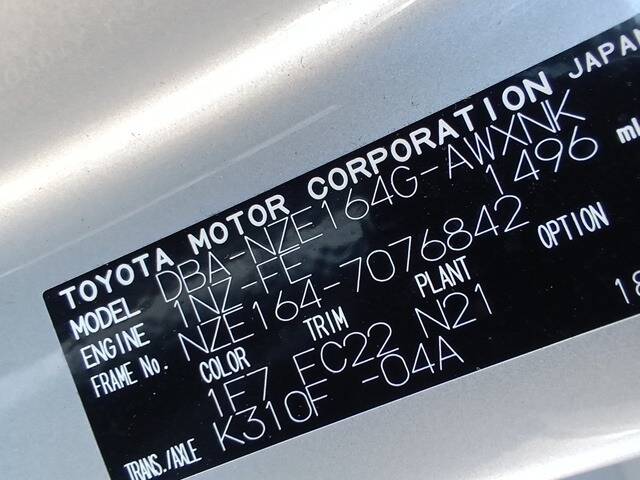 TOYOTA MOTOR CORPORATION JAPAN
MODEL DBA-NZE164G-AWXNK
ENGINE 1NZ-FE 1496 ml
FRAME No. NZE164-7076842
COLOR TRIM PLANT OPTION
1F7 FC22 N21
TRANS./AXLE K310F -04A